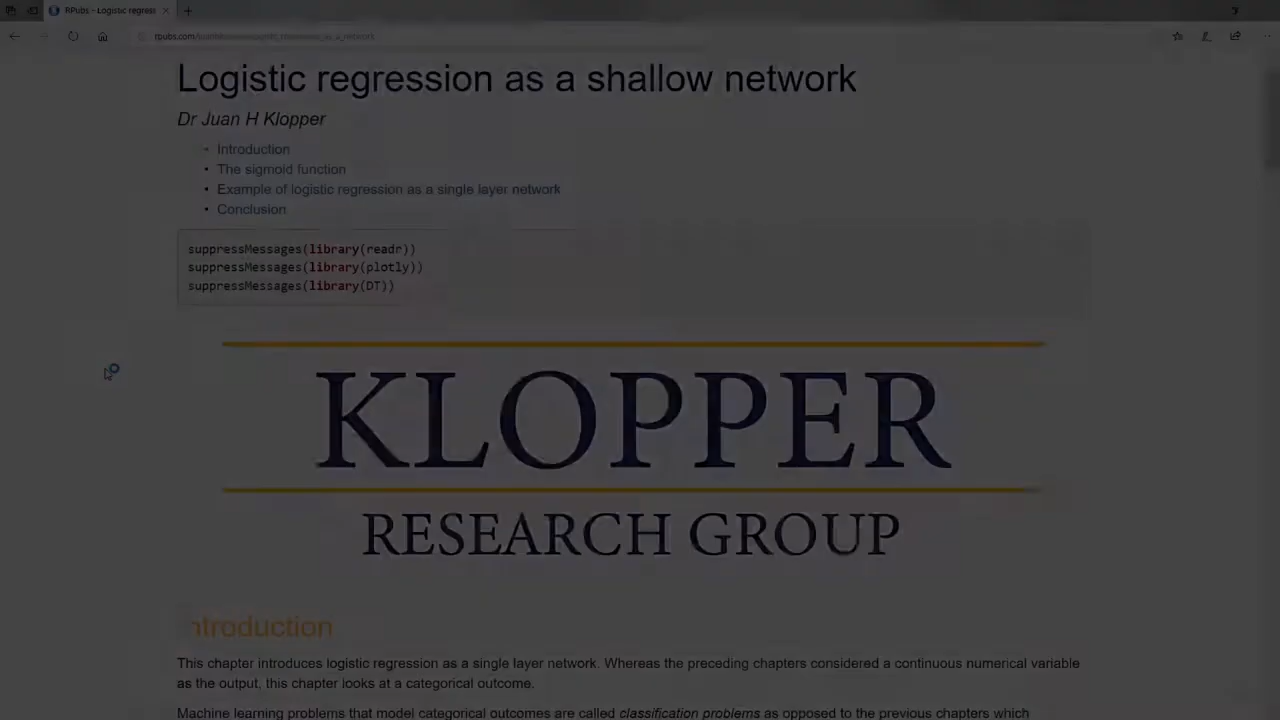 RPubs - Logistic regress
Logistic regression as a shallow network
Dr Juan H Klopper
Introduction
The sigmoid function
Example of logistic regression as a single layer network
Conclusion
suppressMessages(library(readr))
suppressMessages(library(plotly))
suppressMessages(library(DT))
KLOPPER
RESEARCH GROUP
ntroduction
This chapter introduces logistic regression as a single layer network. Whereas the preceding chapters considered a continuous numerical variable
as the output, this chapter looks at a categorical outcome.
Machine learning problems that model categorical outcomes are called classification problems as opposed to the previous chapters which